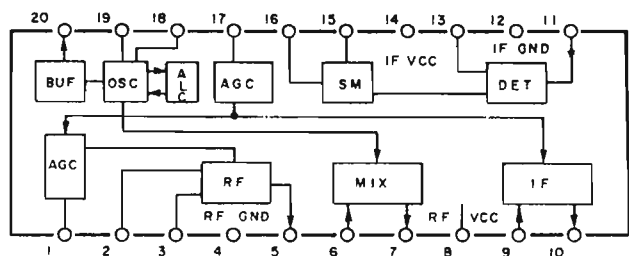 20 19 18 17 16 15 14 13 12 11
IF VCC IF GND
BUF OSC ALC AGC SM DET
AGC RF MIX IF
RF GND RF VCC
1 2 3 4 5 6 7 8 9 10